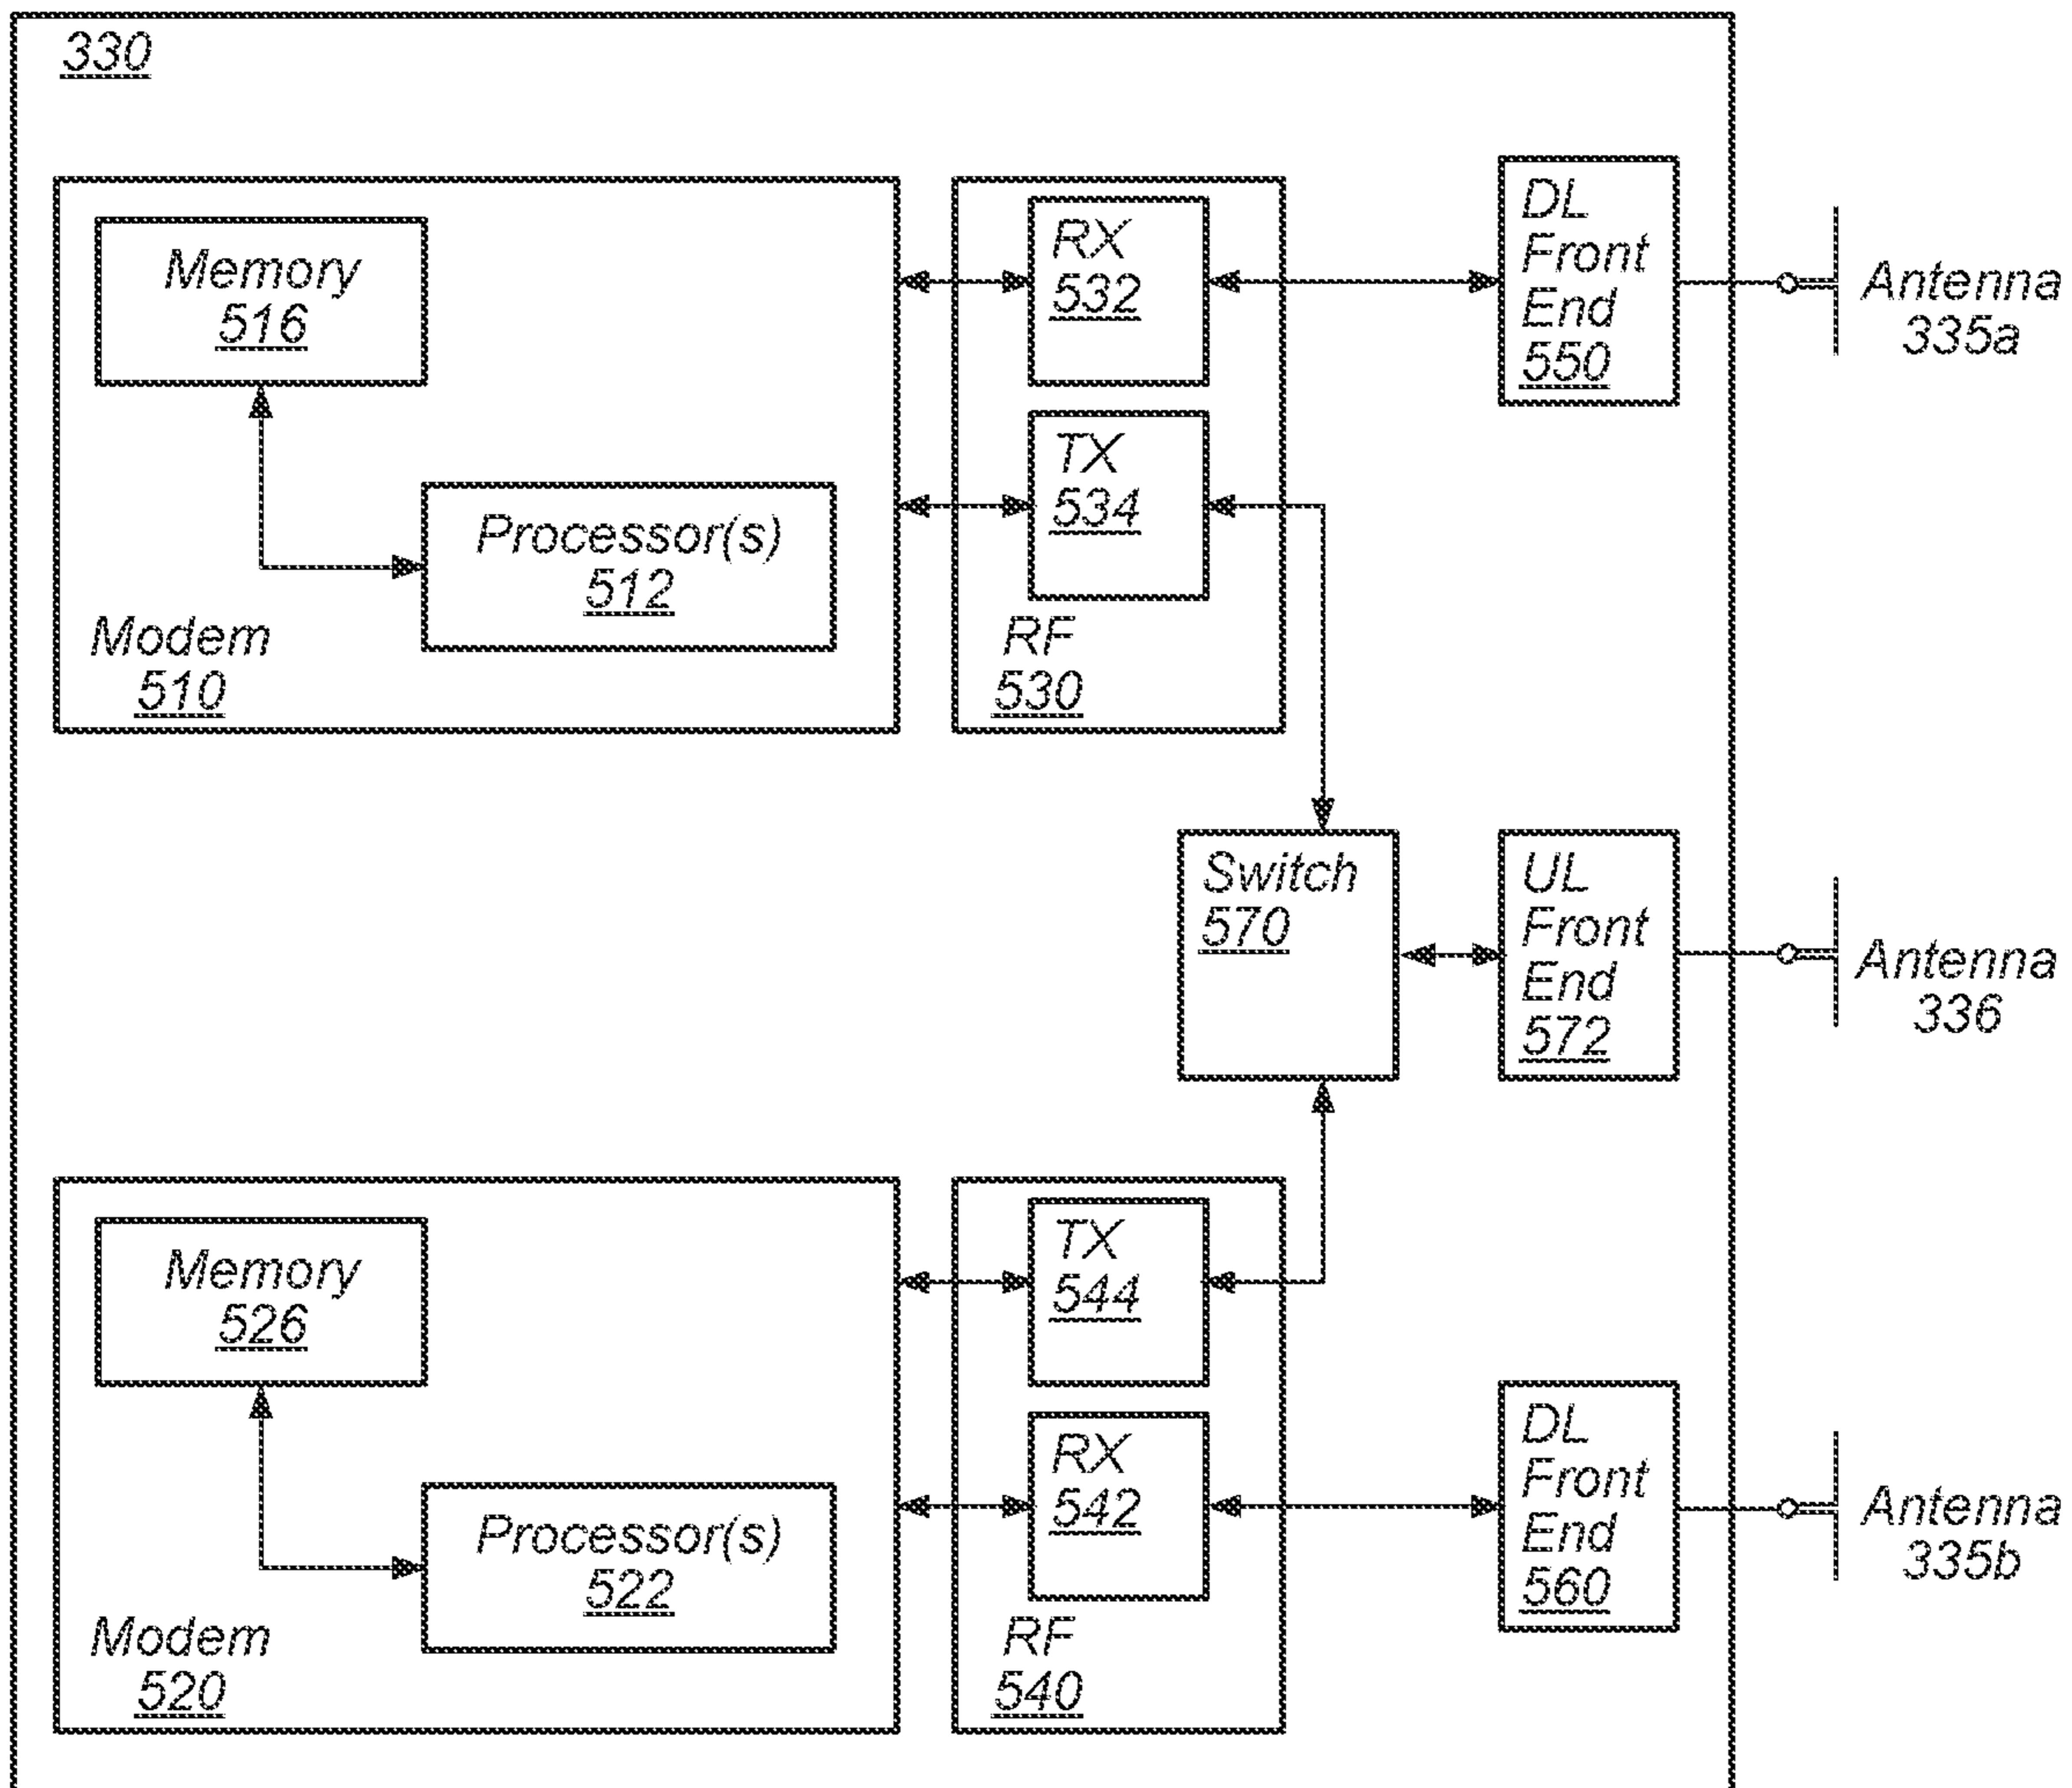 330
Memory
516
Processor(s)
512
Modem
510
RX
532
TX
534
RF
530
DL
Front
End
550
Antenna
335a
Switch
570
UL
Front
End
572
Antenna
336
Memory
526
Processor(s)
522
Modem
520
TX
544
RX
542
RF
540
DL
Front
End
560
Antenna
335b